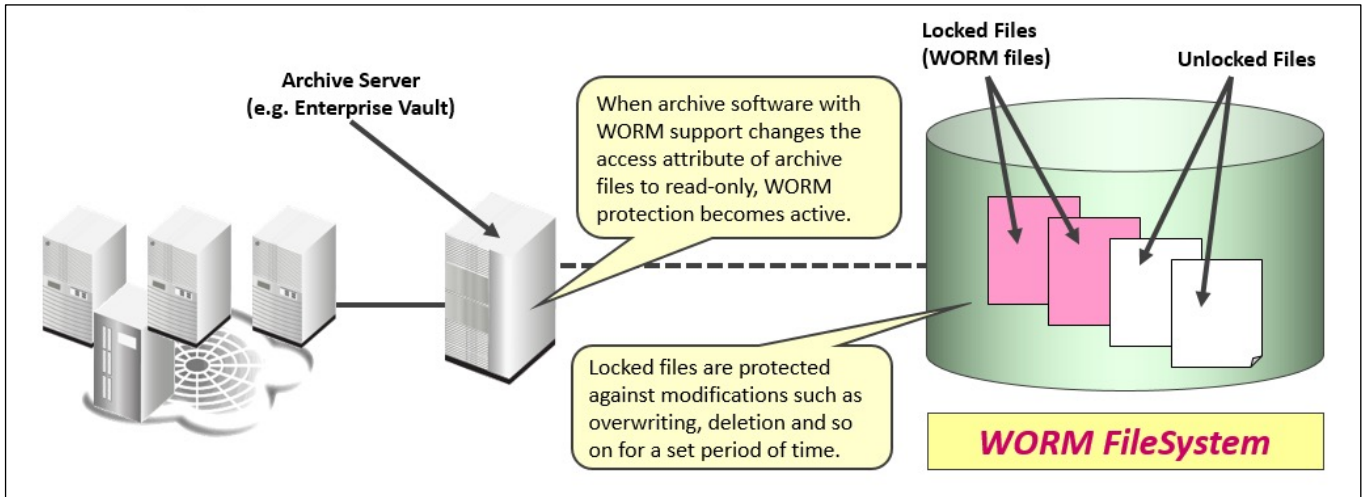 Archive Server
(e.g. Enterprise Vault)
When archive software with
WORM support changes the
access attribute of archive
files to read-only, WORM
protection becomes active.
Locked Files
(WORM files)
Unlocked Files
Locked files are protected
against modifications such as
overwriting, deletion and so
on for a set period of time.
WORM FileSystem